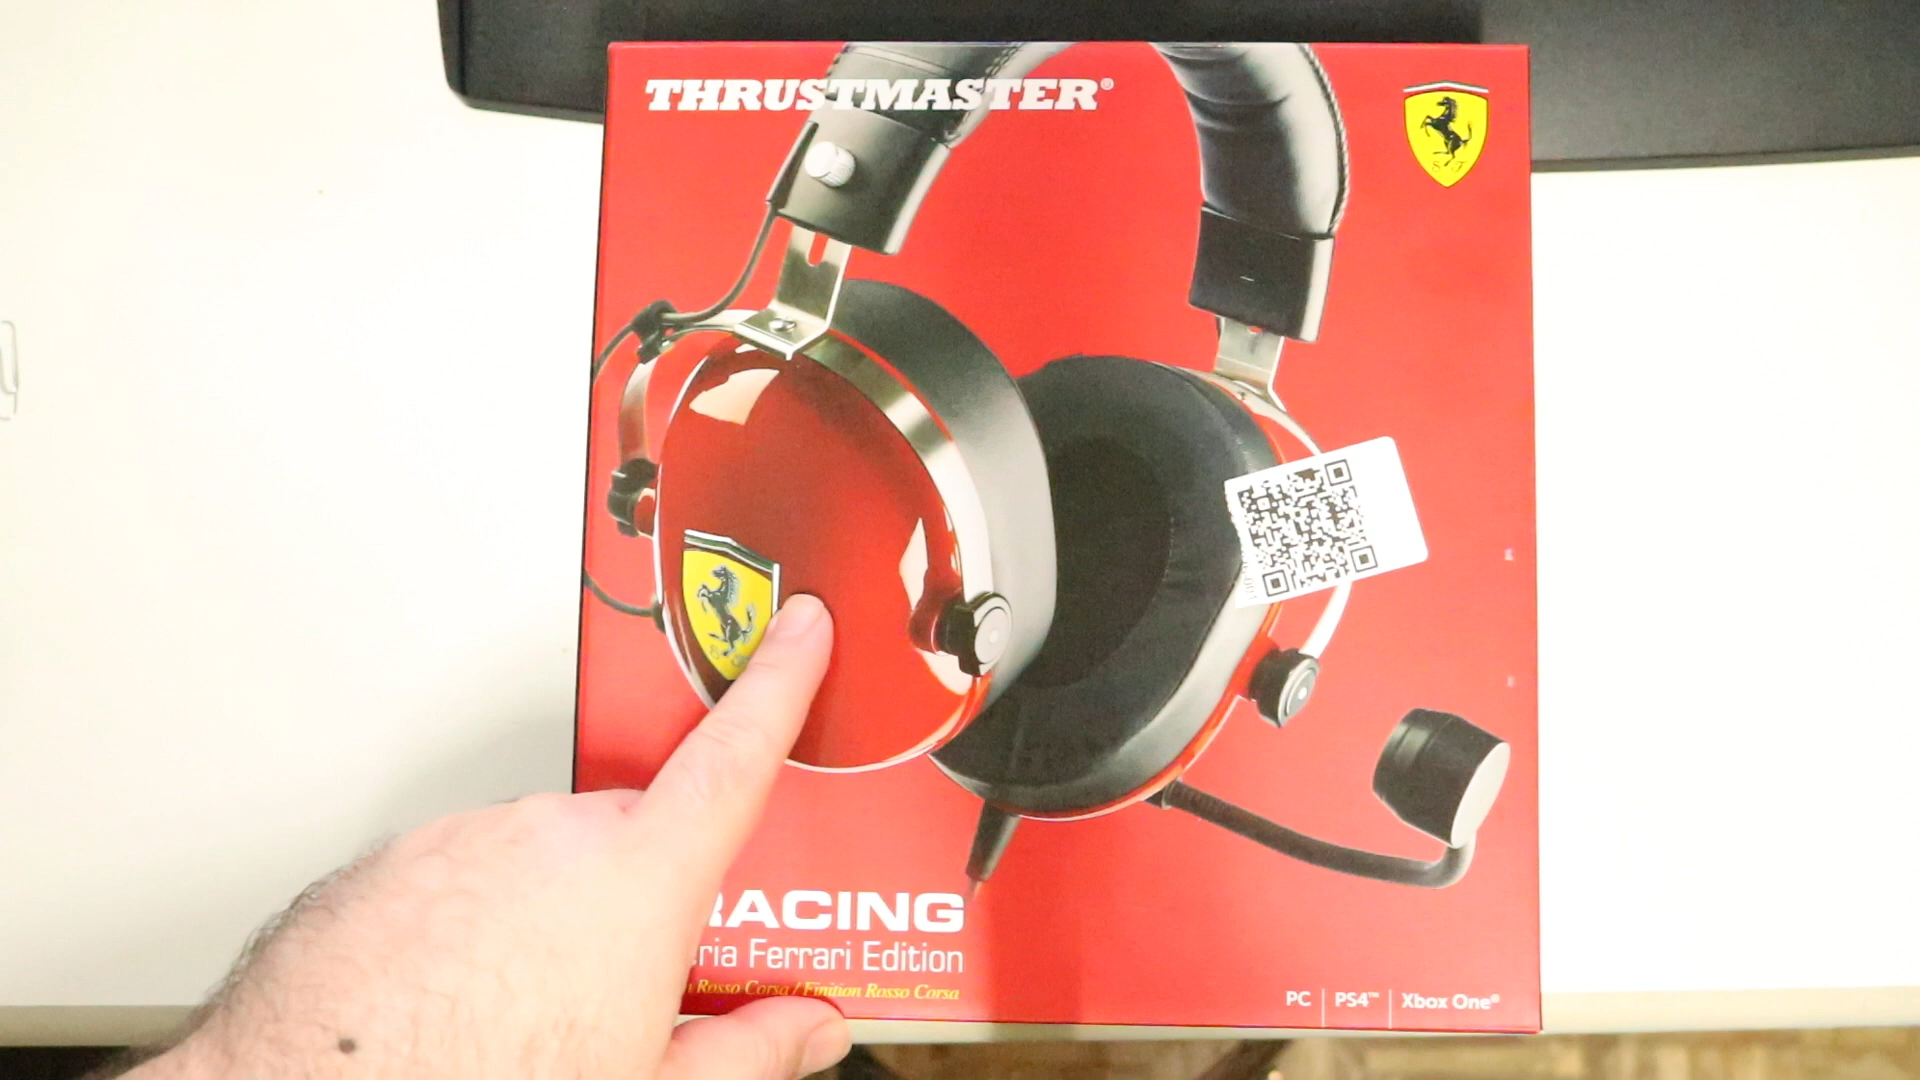 THRUSTMASTER®
S F
S F
RACING
ria Ferrari Edition
Rosso Corsa / Finition Rosso Corsa
PC | PS4™ | Xbox One®